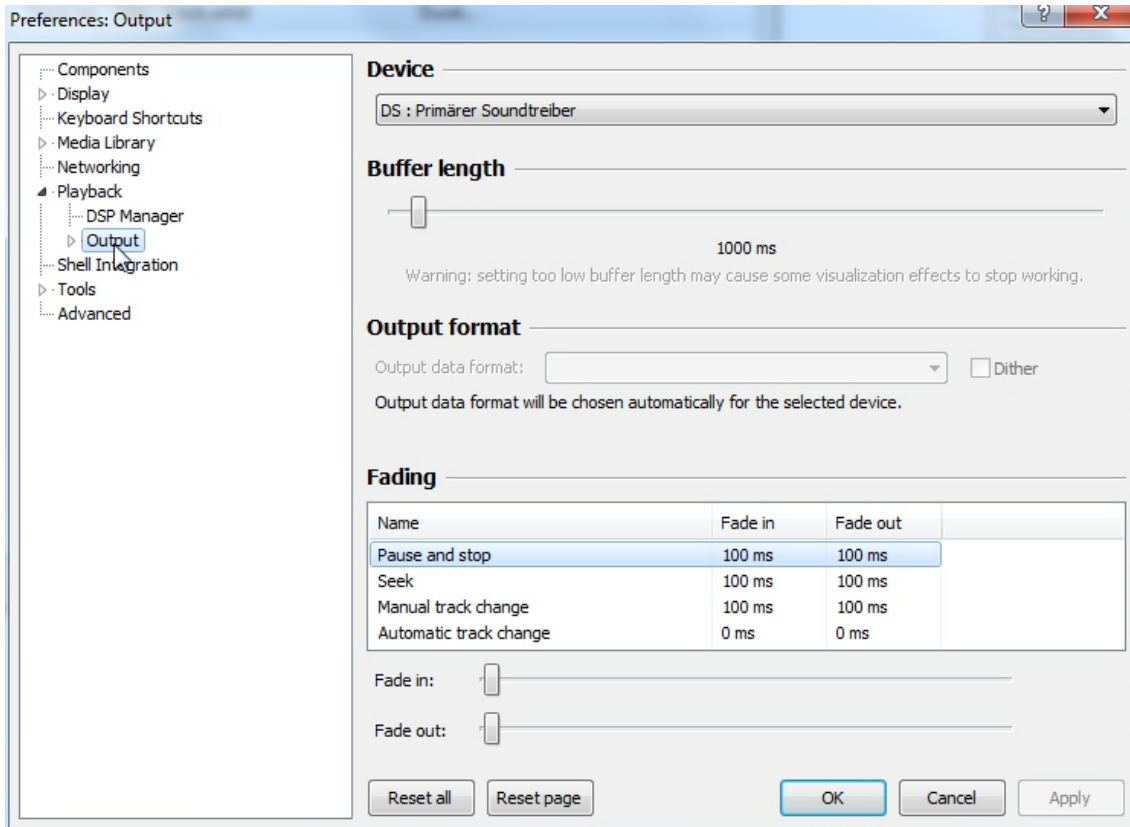 Preferences: Output
Components
Display
Keyboard Shortcuts
Media Library
Networking
Playback
DSP Manager
Output
Shell Integration
Tools
Advanced
Device
DS : Primärer Soundtreiber
Buffer length
1000 ms
Warning: setting too low buffer length may cause some visualization effects to stop working.
Output format
Output data format:
Dither
Output data format will be chosen automatically for the selected device.
Fading
Name Fade in Fade out
Pause and stop 100 ms 100 ms
Seek 100 ms 100 ms
Manual track change 100 ms 100 ms
Automatic track change 0 ms 0 ms
Fade in:
Fade out:
Reset all Reset page OK Cancel Apply